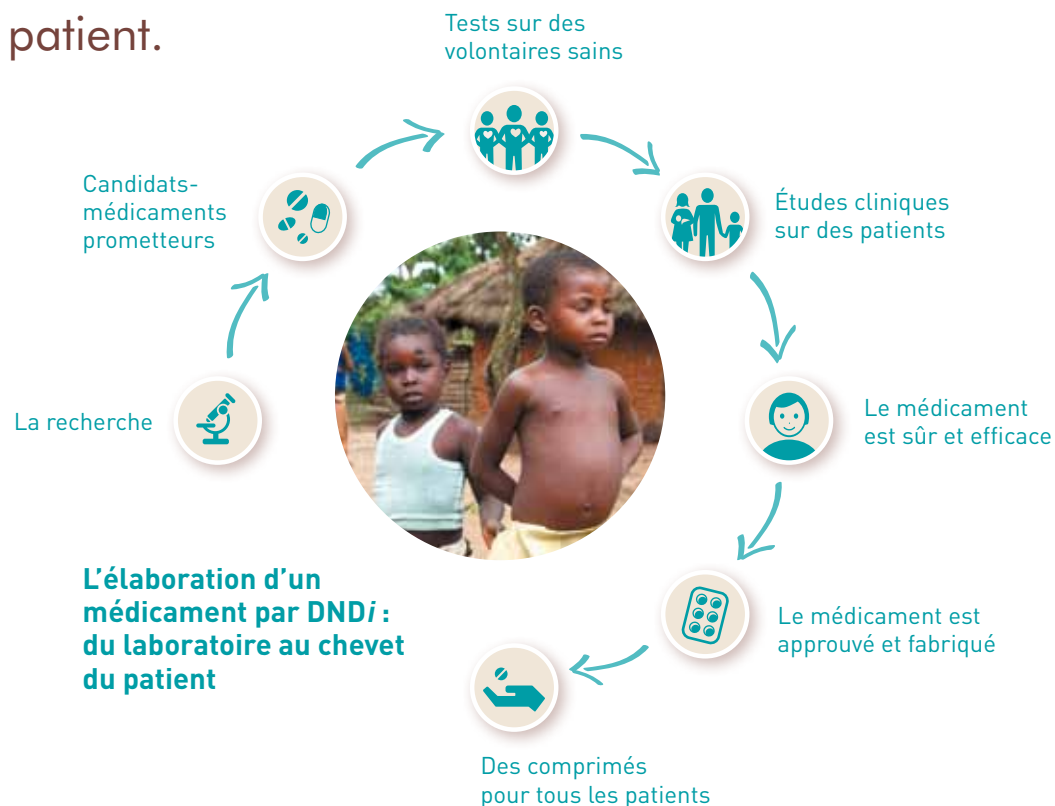 patient.
Tests sur des
volontaires sains
Candidats-
médicaments
prometteurs
Études cliniques
sur des patients
La recherche
Le médicament
est sûr et efficace
L’élaboration d’un
médicament par DNDi :
du laboratoire au chevet
du patient
Le médicament est
approuvé et fabriqué
Des comprimés
pour tous les patients